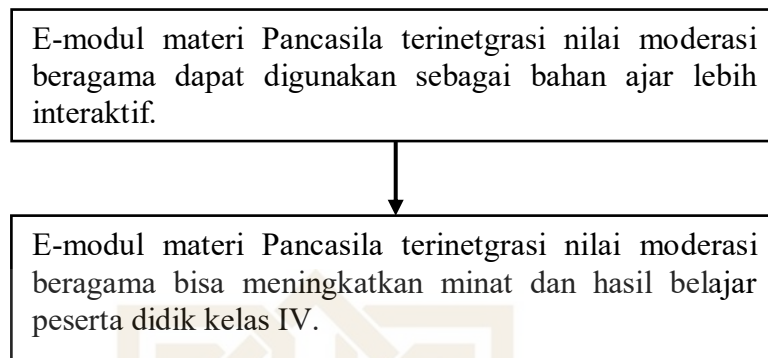 E-modul materi Pancasila terinetgrasi nilai moderasi
beragama dapat digunakan sebagai bahan ajar lebih
interaktif.
E-modul materi Pancasila terinetgrasi nilai moderasi
beragama bisa meningkatkan minat dan hasil belajar
peserta didik kelas IV.